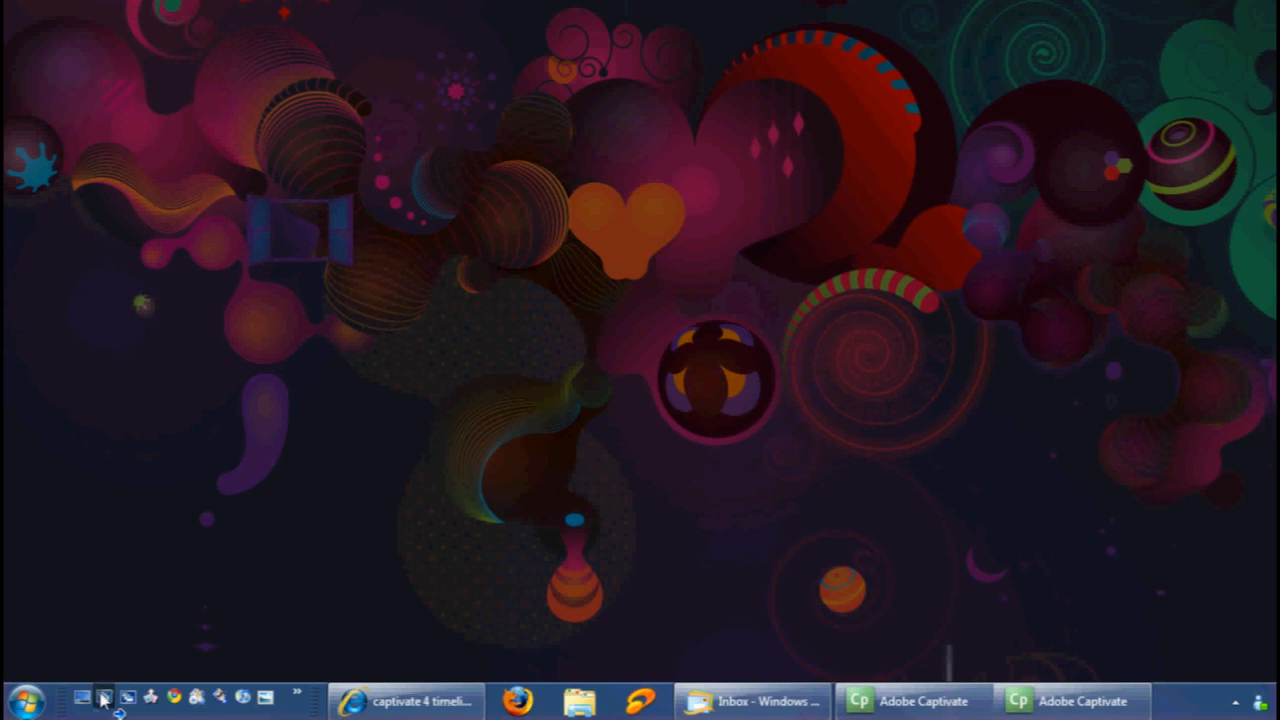 captivate 4 timeli...
Inbox - Windows ...
Cp Adobe Captivate
Cp Adobe Captivate